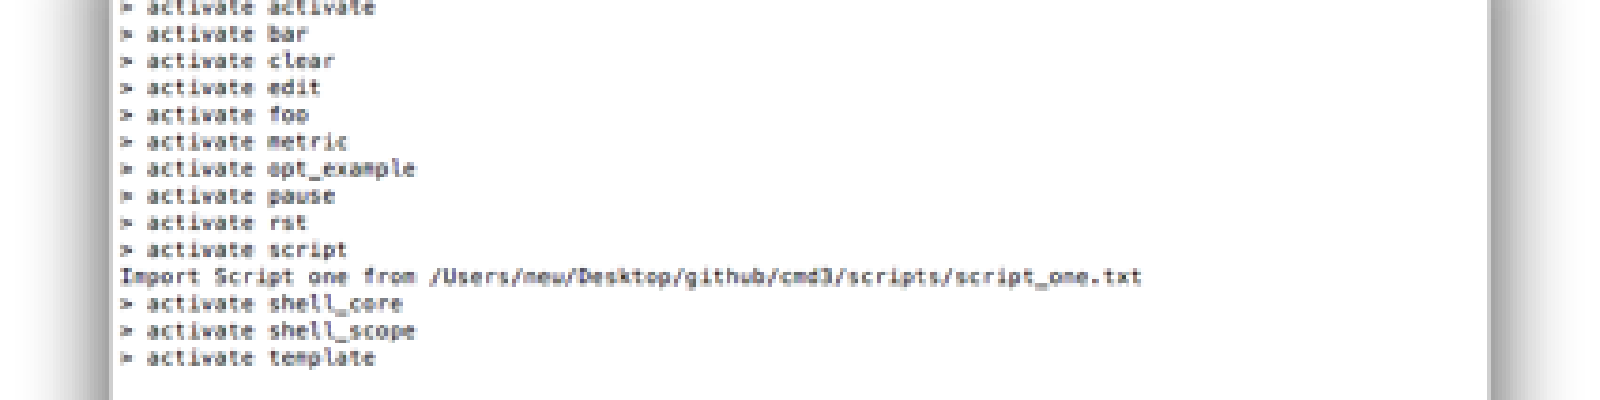 > activate activate
> activate bar
> activate clear
> activate edit
> activate foo
> activate metric
> activate opt_example
> activate pause
> activate rst
> activate script
Import Script one from /Users/new/Desktop/github/cmd3/scripts/script_one.txt
> activate shell_core
> activate shell_scope
> activate template